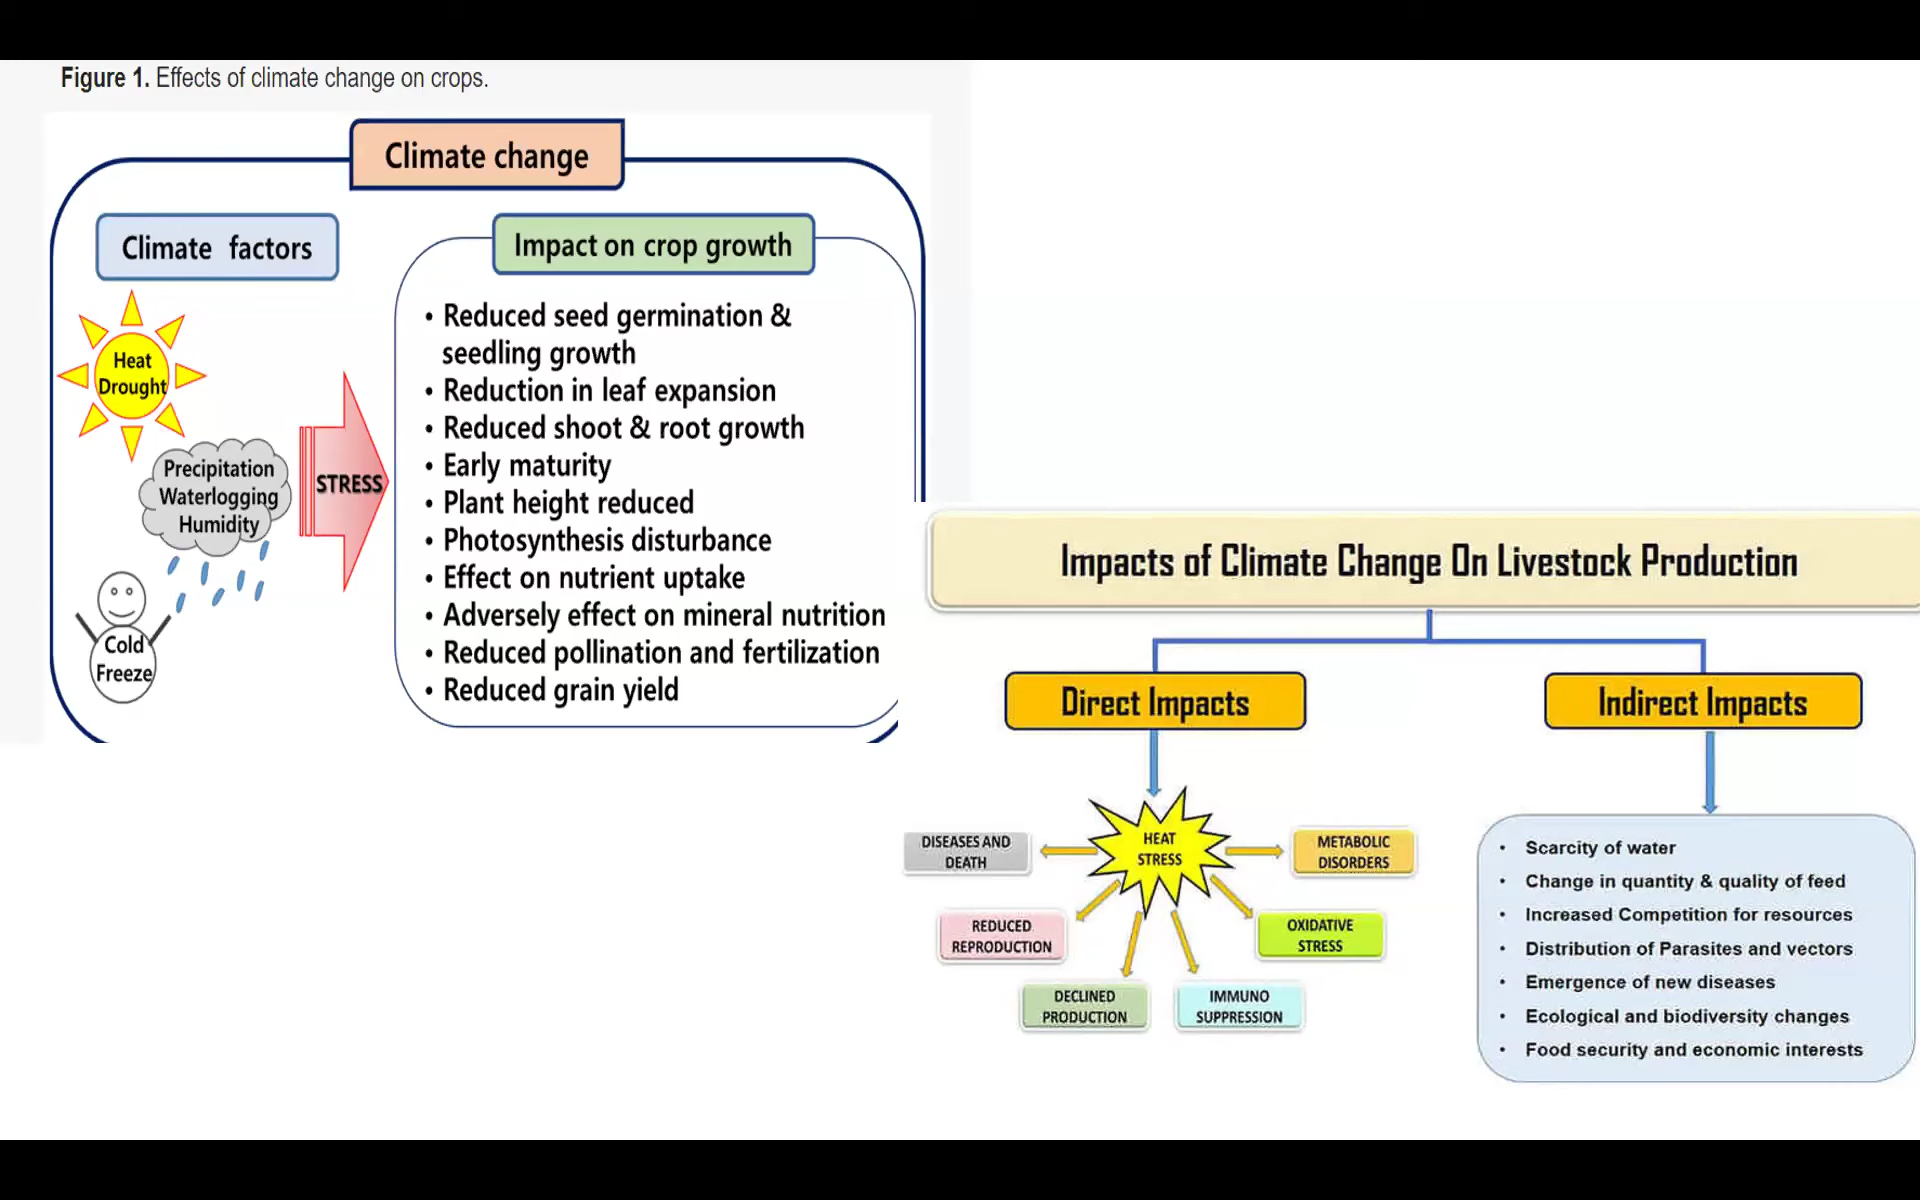 Figure 1. Effects of climate change on crops.
Climate change
Climate factors
Heat
Drought
Precipitation
Waterlogging
Humidity
Cold
Freeze
STRESS
Impact on crop growth
• Reduced seed germination &
seedling growth
• Reduction in leaf expansion
• Reduced shoot & root growth
• Early maturity
• Plant height reduced
• Photosynthesis disturbance
• Effect on nutrient uptake
• Adversely effect on mineral nutrition
• Reduced pollination and fertilization
• Reduced grain yield
Impacts of Climate Change On Livestock Production
Direct Impacts
HEAT
STRESS
DISEASES AND
DEATH
REDUCED
REPRODUCTION
DECLINED
PRODUCTION
IMMUNO
SUPPRESSION
OXIDATIVE
STRESS
METABOLIC
DISORDERS
Indirect Impacts
• Scarcity of water
• Change in quantity & quality of feed
• Increased Competition for resources
• Distribution of Parasites and vectors
• Emergence of new diseases
• Ecological and biodiversity changes
• Food security and economic interests